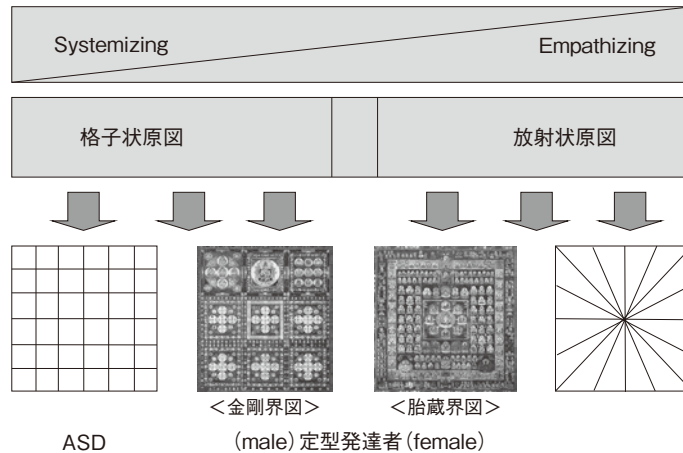 Systemizing
Empathizing
格子状原図
放射状原図
<金剛界図>
<胎蔵界図>
ASD
(male)定型発達者(female)